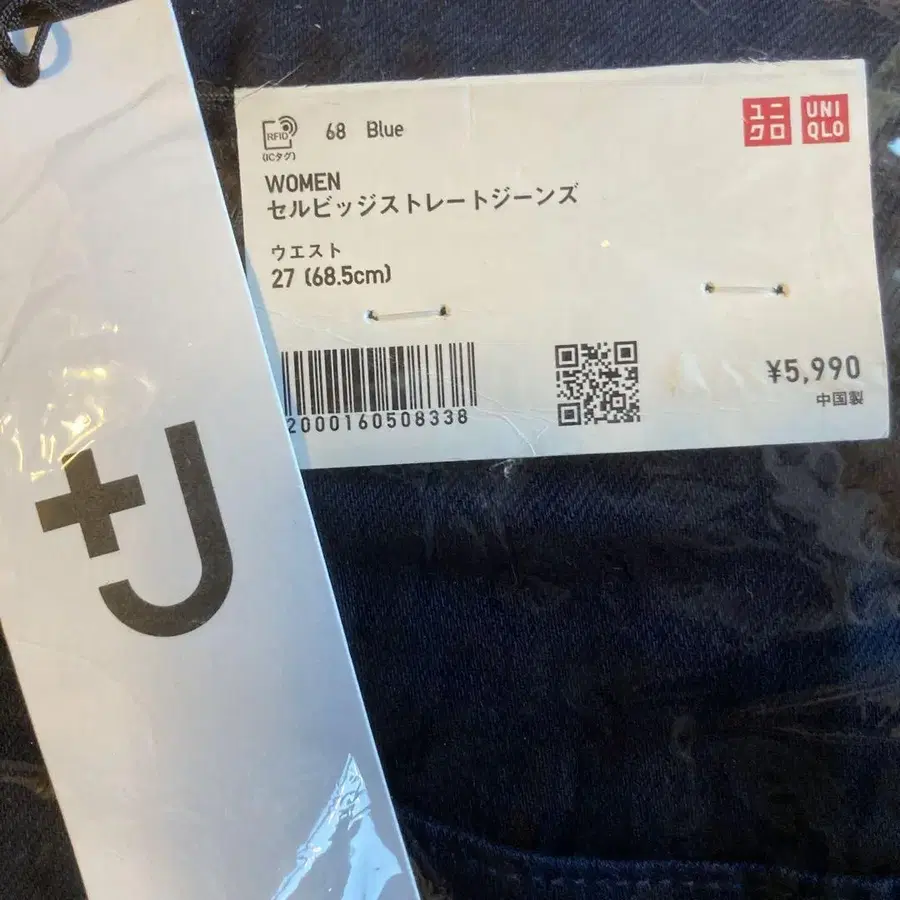 +J
RFID
(ICタグ)
68 Blue
ユニクロ
UNIQLO
WOMEN
セルビッジストレートジーンズ
ウエスト
27 (68.5cm)
2000160508338
¥5,990
中国製